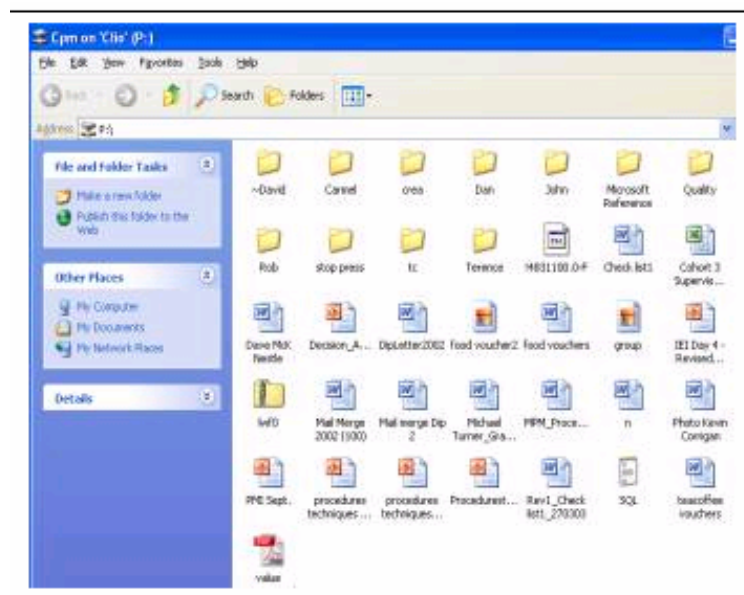 Cpm on 'Clio' (P:)
File Edit View Favorites Tools Help
Back Search Folders
Address P:\
File and Folder Tasks
Make a new folder
Publish this folder to the
Web
Other Places
My Computer
My Documents
My Network Places
Details
~David Carmel crea Dan John Microsoft
Reference Quality
Rob stop press tc Terence M831100.0-F Check list1 Cohort 3
Supervis...
Dave McK
Nestle Decision_A... DipLetter2002 food voucher2 food vouchers group IEI Day 4 -
Revised...
lwf0 Mail Merge
2002 (100) Mail merge Dip
2 Michael
Turner_Gra... MPM_Proce... n Photo Kevin
Corrigan
PMI Sept. procedures
techniques ... procedures
techniques... Procedurest... Rev1_Check
list1_270303 SQL teacoffee
vouchers
value